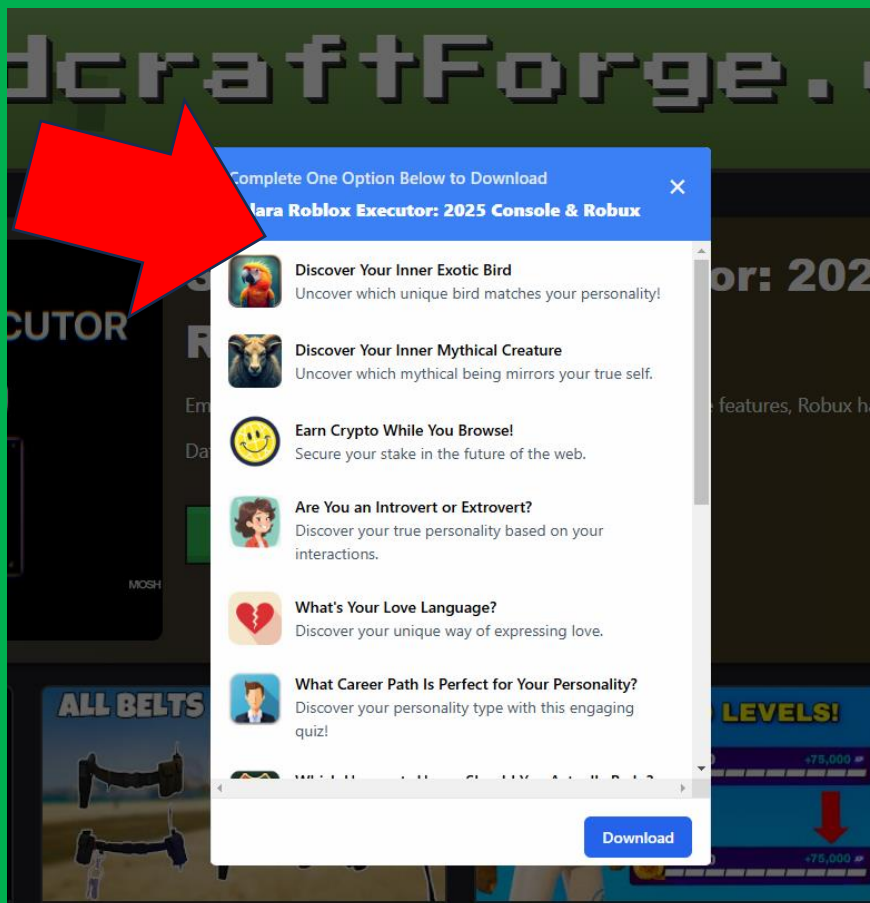 dcraftForge.
Complete One Option Below to Download
Roblox Executor: 2025 Console & Robux
Discover Your Inner Exotic Bird
Uncover which unique bird matches your personality!
or: 202
CUTOR
R
Discover Your Inner Mythical Creature
Uncover which mythical being mirrors your true self.
Em
features, Robux ha
Earn Crypto While You Browse!
Secure your stake in the future of the web.
Da
Are You an Introvert or Extrovert?
Discover your true personality based on your
interactions.
MOSH
What's Your Love Language?
Discover your unique way of expressing love.
What Career Path Is Perfect for Your Personality?
Discover your personality type with this engaging
quiz!
ALL BELTS
LEVELS!
+75,000
+75,000
Download